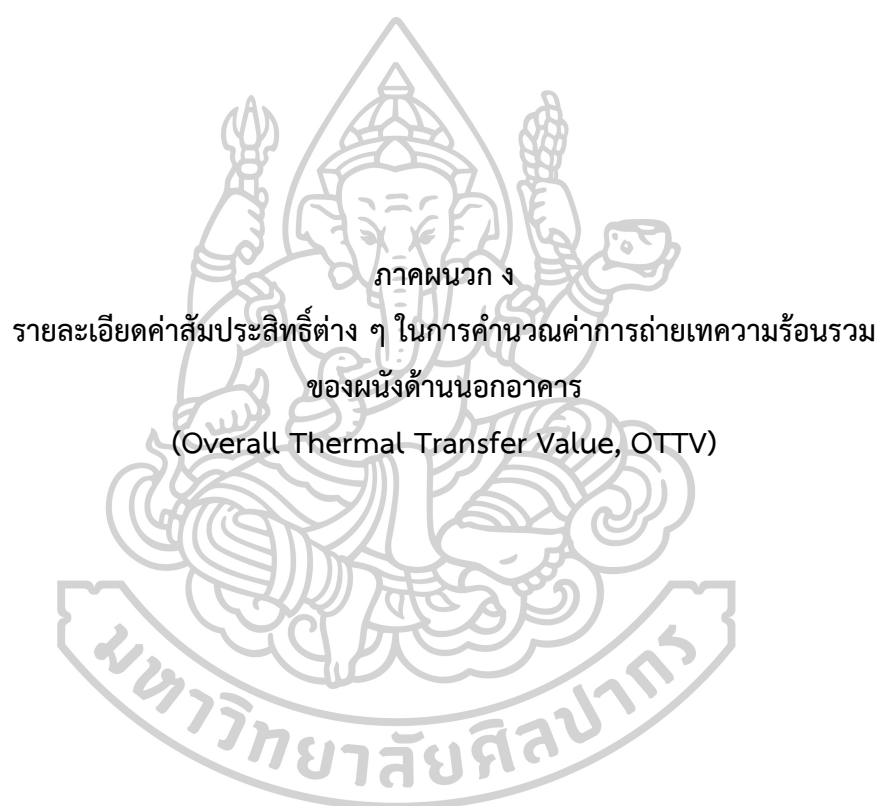 ภาคผนวก ง
รายละเอียดค่าสัมประสิทธิ์ต่าง ๆ ในการคำนวณค่าการถ่ายเทความร้อนรวม
ของผนังด้านนอกอาคาร
(Overall Thermal Transfer Value, OTTV)
มหาวิทยาลัยศิลปากร